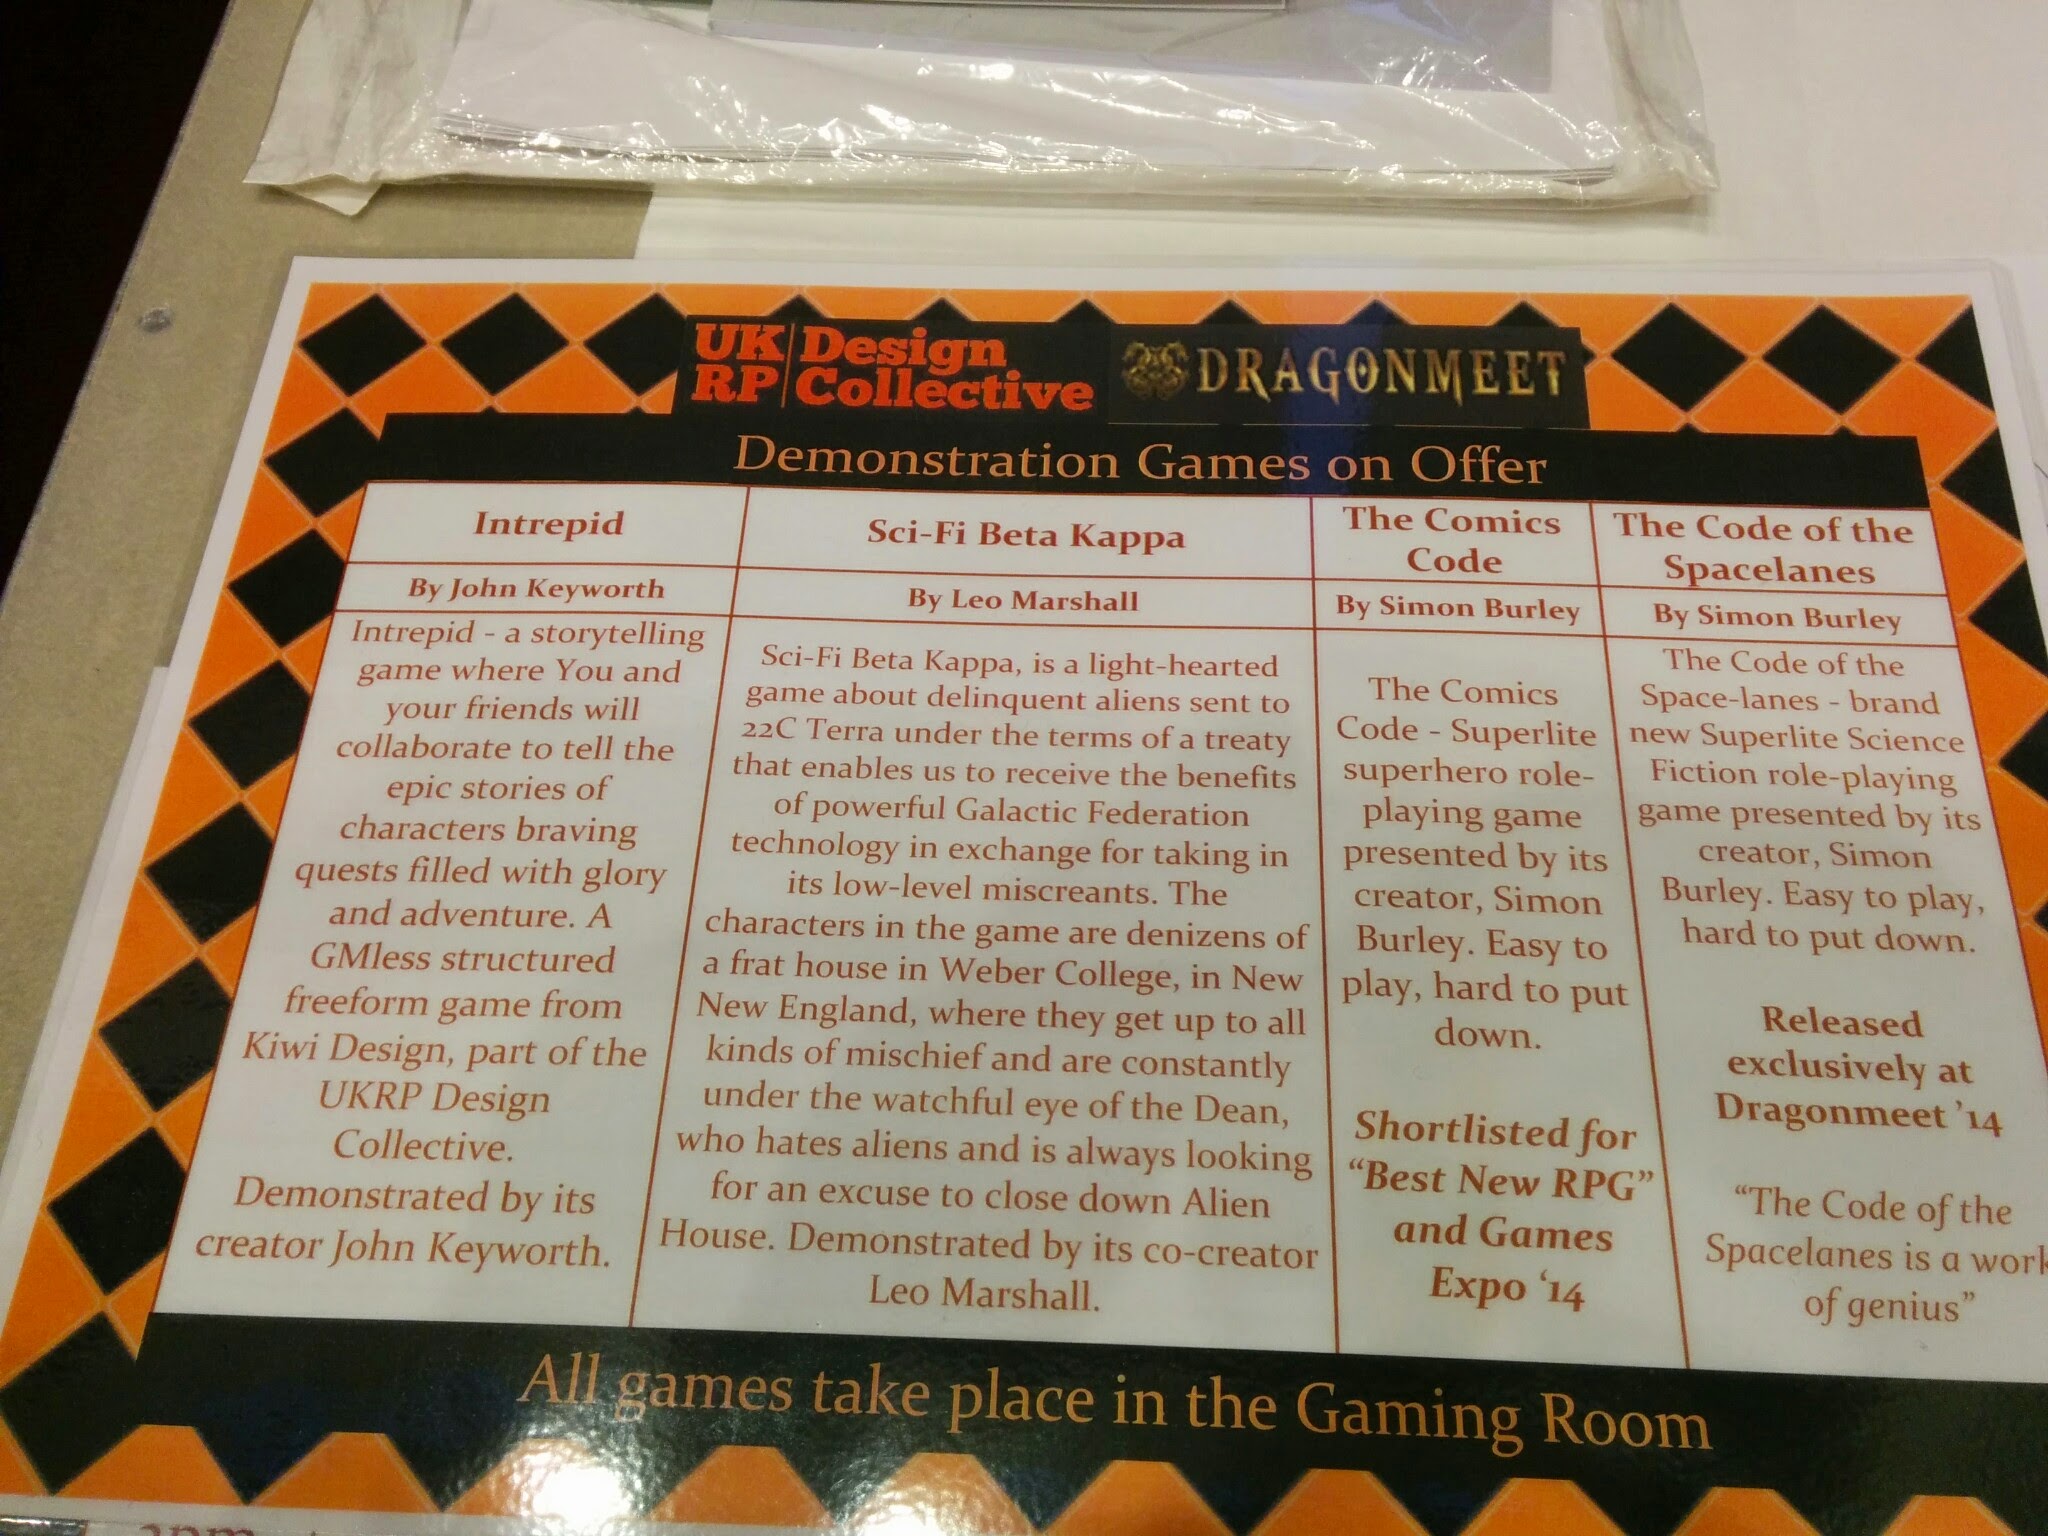 UK Design
RP Collective
DRAGONMEET
Demonstration Games on Offer
Intrepid
By John Keyworth
Intrepid - a storytelling
game where You and
your friends will
collaborate to tell the
epic stories of
characters braving
quests filled with glory
and adventure. A
GMless structured
freeform game from
Kiwi Design, part of the
UKRP Design
Collective.
Demonstrated by its
creator John Keyworth.
Sci-Fi Beta Kappa
By Leo Marshall
Sci-Fi Beta Kappa, is a light-hearted
game about delinquent aliens sent to
22C Terra under the terms of a treaty
that enables us to receive the benefits
of powerful Galactic Federation
technology in exchange for taking in
its low-level miscreants. The
characters in the game are denizens of
a frat house in Weber College, in New
New England, where they get up to all
kinds of mischief and are constantly
under the watchful eye of the Dean,
who hates aliens and is always looking
for an excuse to close down Alien
House. Demonstrated by its co-creator
Leo Marshall.
The Comics
Code
By Simon Burley
The Comics
Code - Superlite
superhero role-
playing game
presented by its
creator, Simon
Burley. Easy to
play, hard to put
down.
Shortlisted for
“Best New RPG”
and Games
Expo ‘14
The Code of the
Spacelanes
By Simon Burley
The Code of the
Space-lanes - brand
new Superlite Science
Fiction role-playing
game presented by its
creator, Simon
Burley. Easy to play,
hard to put down.
Released
exclusively at
Dragonmeet ’14
“The Code of the
Spacelanes is a work
of genius”
All games take place in the Gaming Room